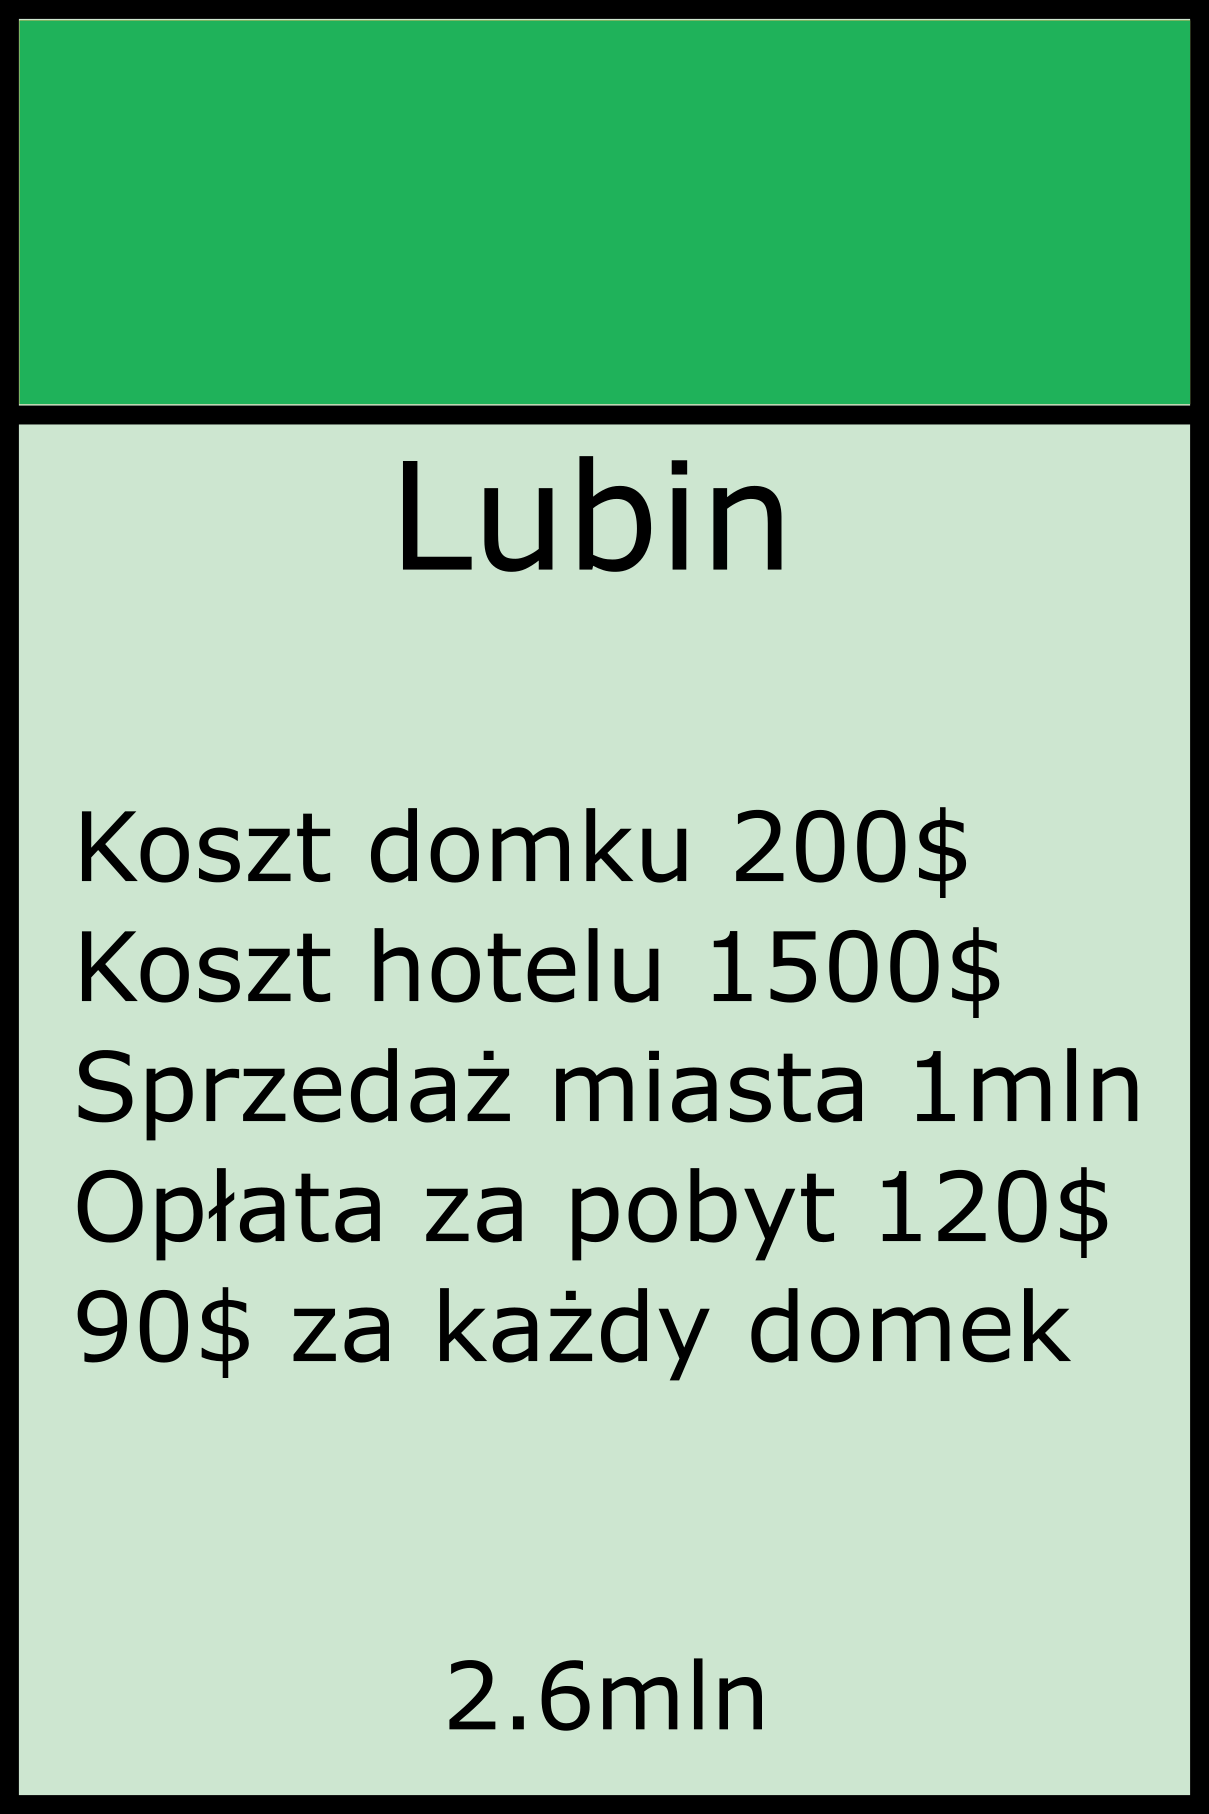 Lubin
Koszt domku 200$
Koszt hotelu 1500$
Sprzedaż miasta 1mln
Opłata za pobyt 120$
90$ za każdy domek
2.6mln